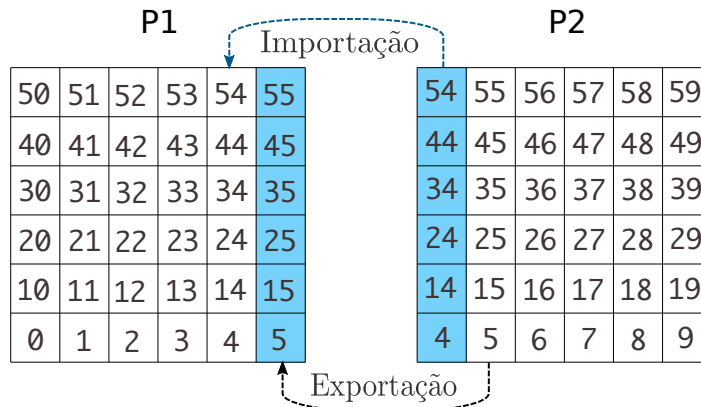 P1 P2
Importação
50 51 52 53 54 55 54 55 56 57 58 59
40 41 42 43 44 45 44 45 46 47 48 49
30 31 32 33 34 35 34 35 36 37 38 39
20 21 22 23 24 25 24 25 26 27 28 29
10 11 12 13 14 15 14 15 16 17 18 19
0 1 2 3 4 5 4 5 6 7 8 9
Exportação